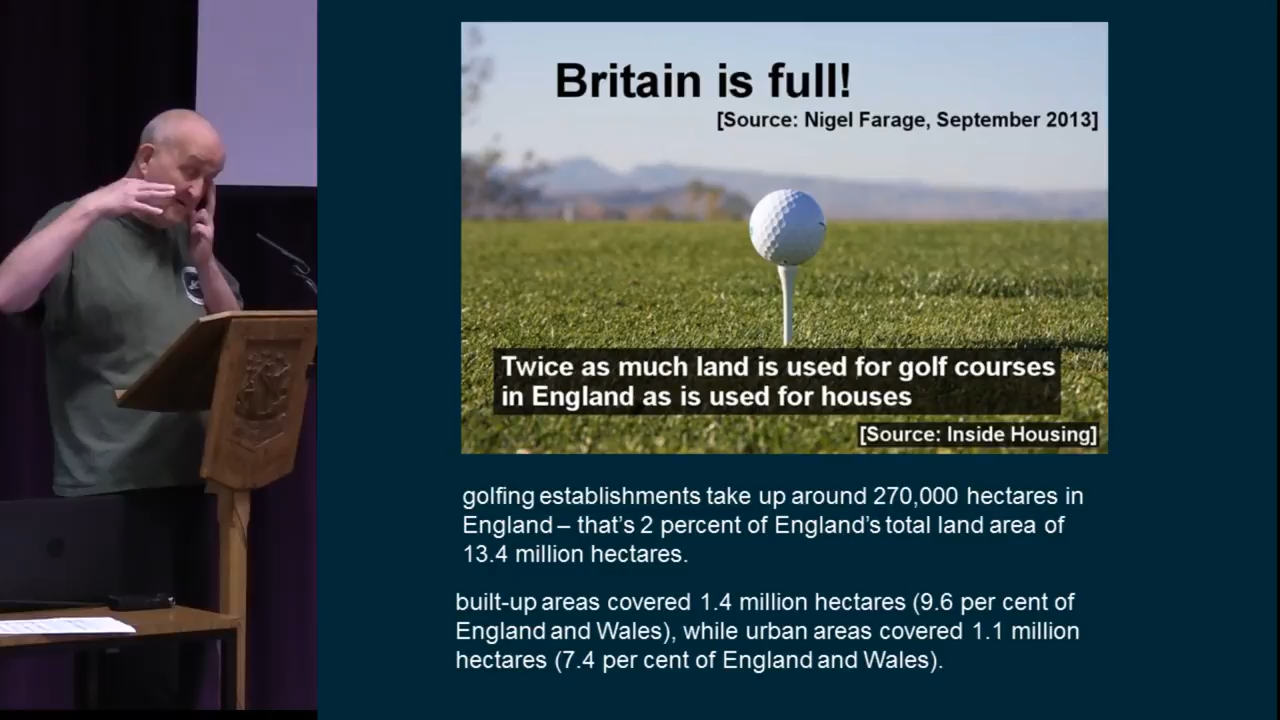 Britain is full!
[Source: Nigel Farage, September 2013]
Twice as much land is used for golf courses
in England as is used for houses
[Source: Inside Housing]
golfing establishments take up around 270,000 hectares in
England – that's 2 percent of England's total land area of
13.4 million hectares.
built-up areas covered 1.4 million hectares (9.6 per cent of
England and Wales), while urban areas covered 1.1 million
hectares (7.4 per cent of England and Wales).